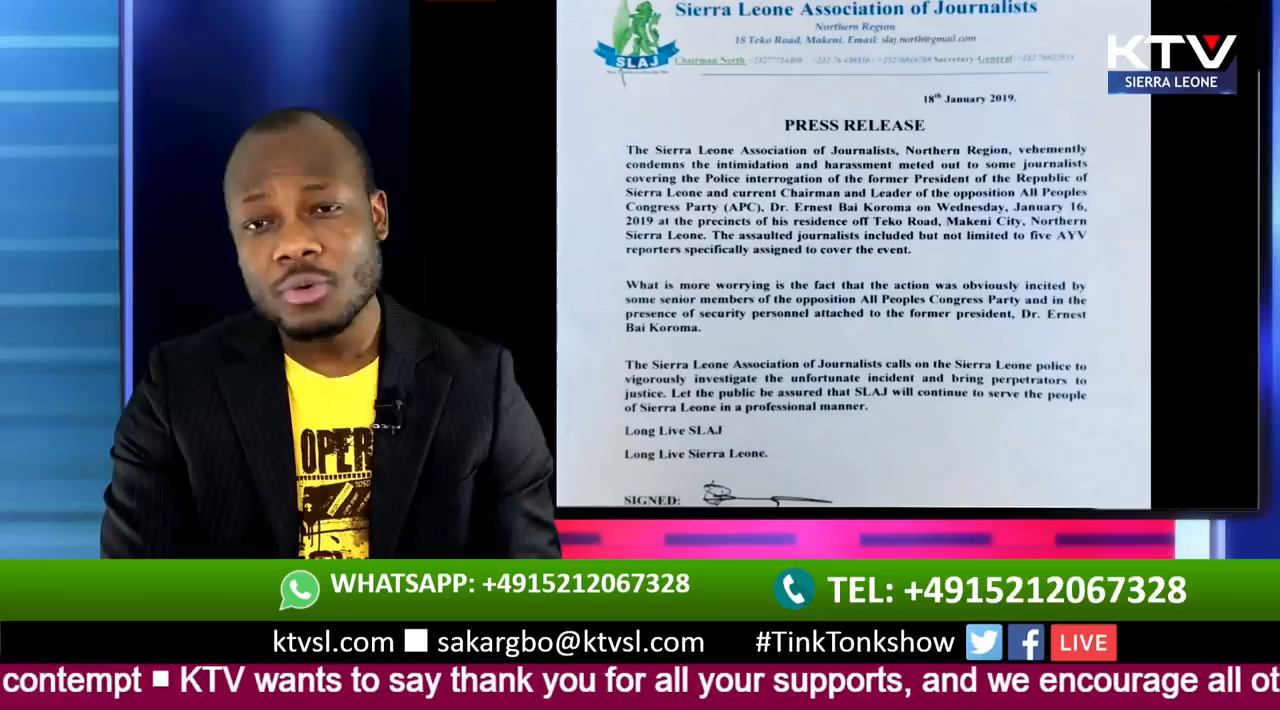 Sierra Leone Association of Journalists
Northern Region
18 Teko Road, Makeni. Email: slaj.north@gmail.com
SLAJ
Chairman North
Secretary-General
KTV
SIERRA LEONE
18th January 2019.
PRESS RELEASE
The Sierra Leone Association of Journalists, Northern Region, vehemently
condemns the intimidation and harassment meted out to some journalists
covering the Police interrogation of the former President of the Republic of
Sierra Leone and current Chairman and Leader of the opposition All Peoples
Congress Party (APC), Dr. Ernest Bai Koroma on Wednesday, January 16,
2019 at the precincts of his residence off Teko Road, Makeni City, Northern
Sierra Leone. The assaulted journalists included but not limited to five AYV
reporters specifically assigned to cover the event.
What is more worrying is the fact that the action was obviously incited by
some senior members of the opposition All Peoples Congress Party and in the
presence of security personnel attached to the former president, Dr. Ernest
Bai Koroma.
The Sierra Leone Association of Journalists calls on the Sierra Leone police to
vigorously investigate the unfortunate incident and bring perpetrators to
justice. Let the public be assured that SLAJ will continue to serve the people
of Sierra Leone in a professional manner.
Long Live SLAJ
Long Live Sierra Leone.
SIGNED:
OPER
WHATSAPP: +4915212067328
TEL: +4915212067328
ktvsl.com sakargbo@ktvsl.com #TinkTonkshow LIVE
contempt ■ KTV wants to say thank you for all your supports, and we encourage all ot